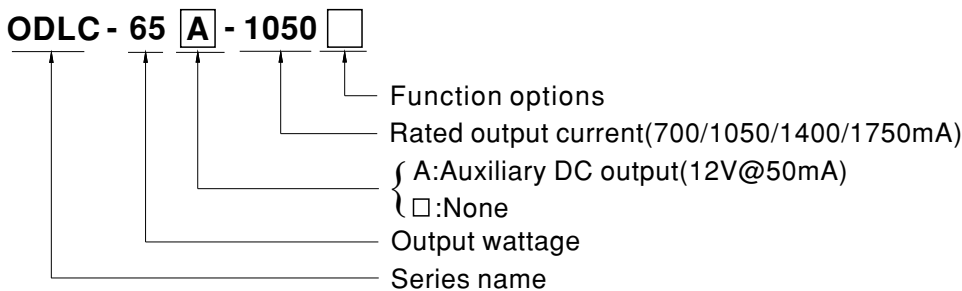 ODLC - 65 A - 1050 □
Function options
Rated output current(700/1050/1400/1750mA)
A:Auxiliary DC output(12V@50mA)
□:None
Output wattage
Series name